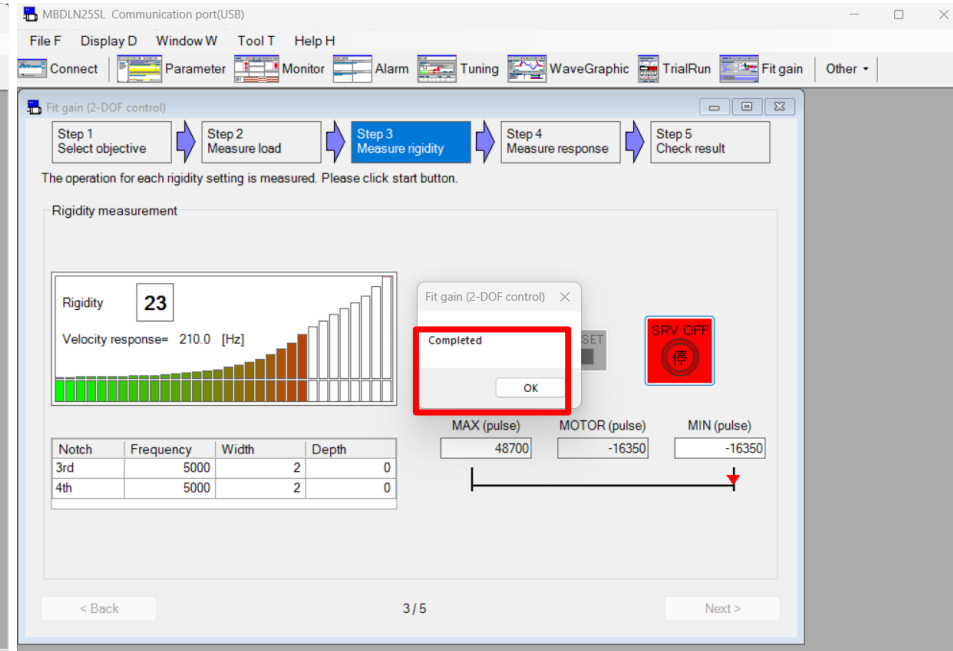 MBDLN25SL Communication port(USB)
File F Display D Window W Tool T Help H
Connect Parameter Monitor Alarm Tuning WaveGraphic TrialRun Fit gain Other
Fit gain (2-DOF control)
Step 1
Select objective
Step 2
Measure load
Step 3
Measure rigidity
Step 4
Measure response
Step 5
Check result
The operation for each rigidity setting is measured. Please click start button.
Rigidity measurement
Rigidity 23
Velocity response= 210.0 [Hz]
Fit gain (2-DOF control)
Completed
OK
SET
SRV OFF
停
MAX (pulse) MOTOR (pulse) MIN (pulse)
48700 -16350 -16350
Notch Frequency Width Depth
3rd 5000 2 0
4th 5000 2 0
< Back 3 / 5 Next >